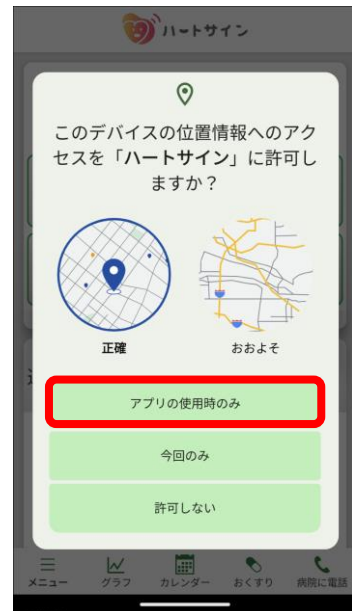 ハートサイン
このデバイスの位置情報へのアク
セスを「ハートサイン」に許可し
ますか？
正確 おおよそ
アプリの使用時のみ
今回のみ
許可しない
メニュー グラフ カレンダー おくすり 病院に電話